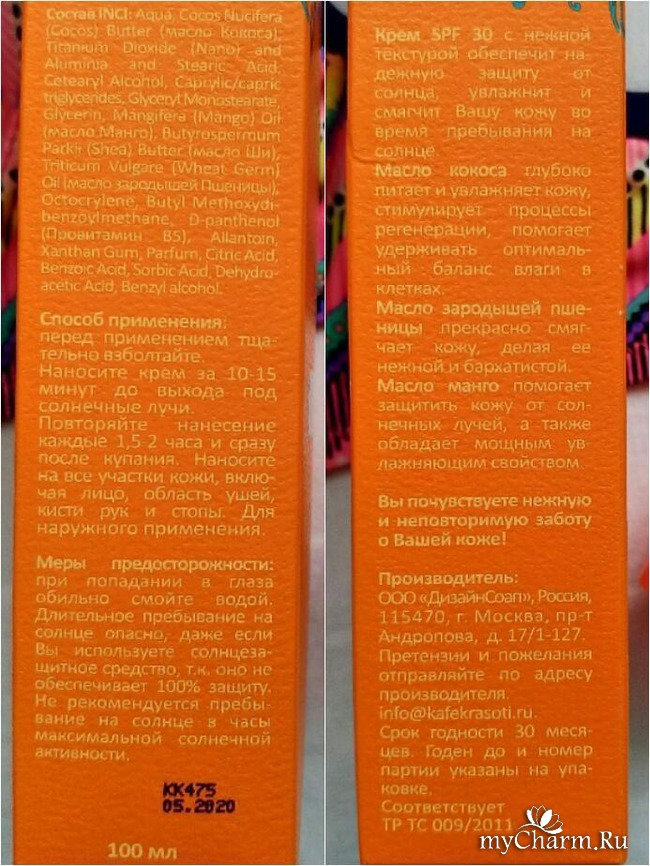 Состав INCI: Aqua, Cocos Nucifera
(Cocos) Butter (масло Кокоса),
Titanium Dioxide (Nano) and
Aluminia and Stearic Acid,
Cetearyl Alcohol, Caprylic/capric
triglycerides, Glyceryl Monostearate,
Glycerin, Mangifera (Mango) Oil
(масло Манго), Butyrospermum
Parkii (Shea) Butter (масло Ши),
Triticum Vulgare (Wheat Germ)
Oil (масло зародышей Пшеницы),
Octocrylene, Butyl Methoxydi-
benzoylmethane, D-panthenol
(Провитамин B5), Allantoin,
Xanthan Gum, Parfum, Citric Acid,
Benzoic Acid, Sorbic Acid, Dehydro-
acetic Acid, Benzyl alcohol.
Способ применения:
перед применением тща-
тельно взболтайте.
Наносите крем за 10-15
минут до выхода под
солнечные лучи.
Повторяйте нанесение
каждые 1,5-2 часа и сразу
после купания. Наносите
на все участки кожи, вклю-
чая лицо, область ушей,
кисти рук и стопы. Для
наружного применения.
Меры предосторожности:
при попадании в глаза
обильно смойте водой.
Длительное пребывание на
солнце опасно, даже если
Вы используете солнцеза-
щитное средство, т.к. оно не
обеспечивает 100% защиту.
Не рекомендуется пребы-
вание на солнце в часы
максимальной солнечной
активности.
KK475
05.2020
100 мл
Крем SPF 30 с нежной
текстурой обеспечит на-
дежную защиту от
солнца, увлажнит и
смягчит Вашу кожу во
время пребывания на
солнце.
Масло кокоса глубоко
питает и увлажняет кожу,
стимулирует процессы
регенерации, помогает
удерживать оптималь-
ный баланс влаги в
клетках.
Масло зародышей пше-
ницы прекрасно смяг-
чает кожу, делая ее
нежной и бархатистой.
Масло манго помогает
защитить кожу от сол-
нечных лучей, а также
обладает мощным ув-
лажняющим свойством.
Вы почувствуете нежную
и неповторимую заботу
о Вашей коже!
Производитель:
ООО «ДизайнСоап», Россия,
115470, г. Москва, пр-т
Андропова, д. 17/1-127.
Претензии и пожелания
отправляйте по адресу
производителя.
info@kafekrasoti.ru.
Срок годности 30 меся-
цев. Годен до и номер
партии указаны на упа-
ковке.
Соответствует
ТР ТС 009/2011
myCharm.Ru